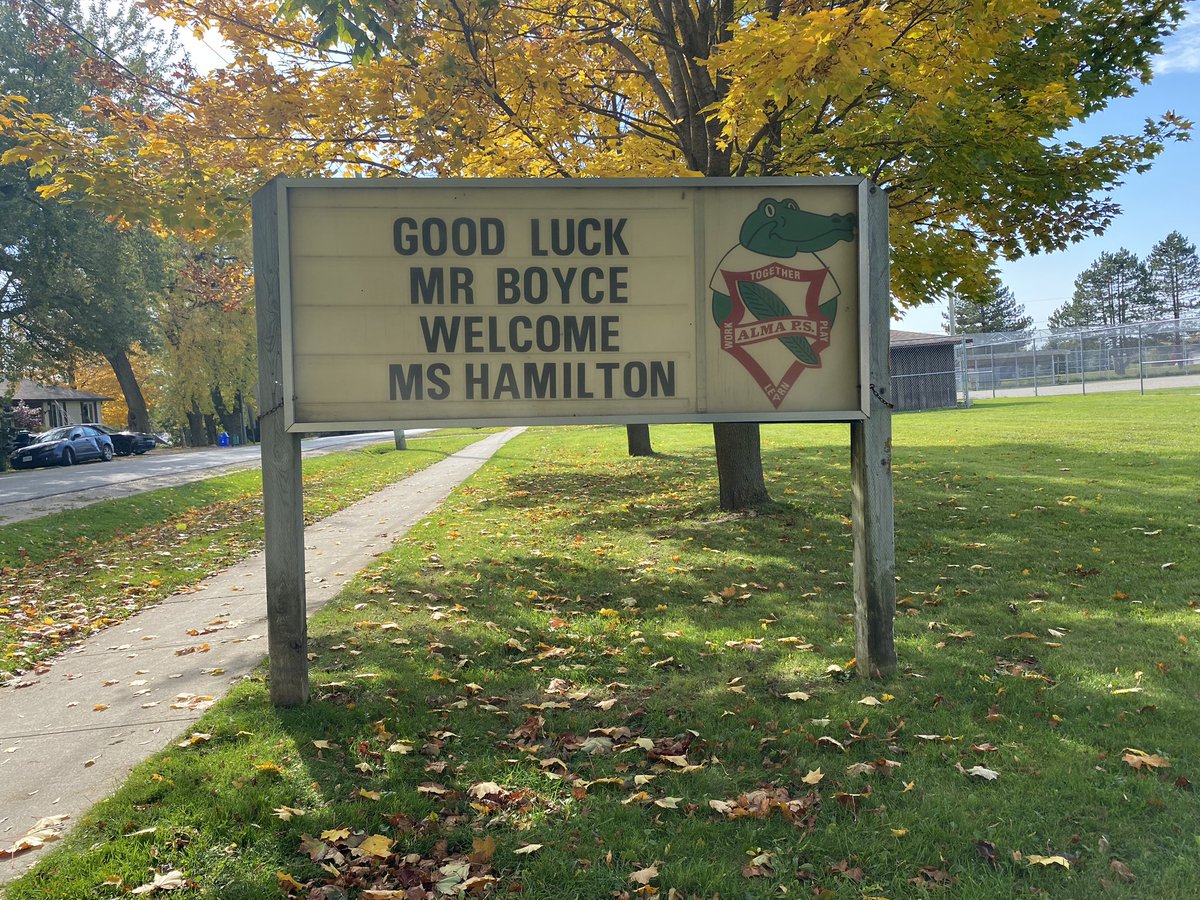 GOOD LUCK
MR BOYCE
WELCOME
MS HAMILTON
TOGETHER
WORK
ALMA P.S.
PLAY
LEARN